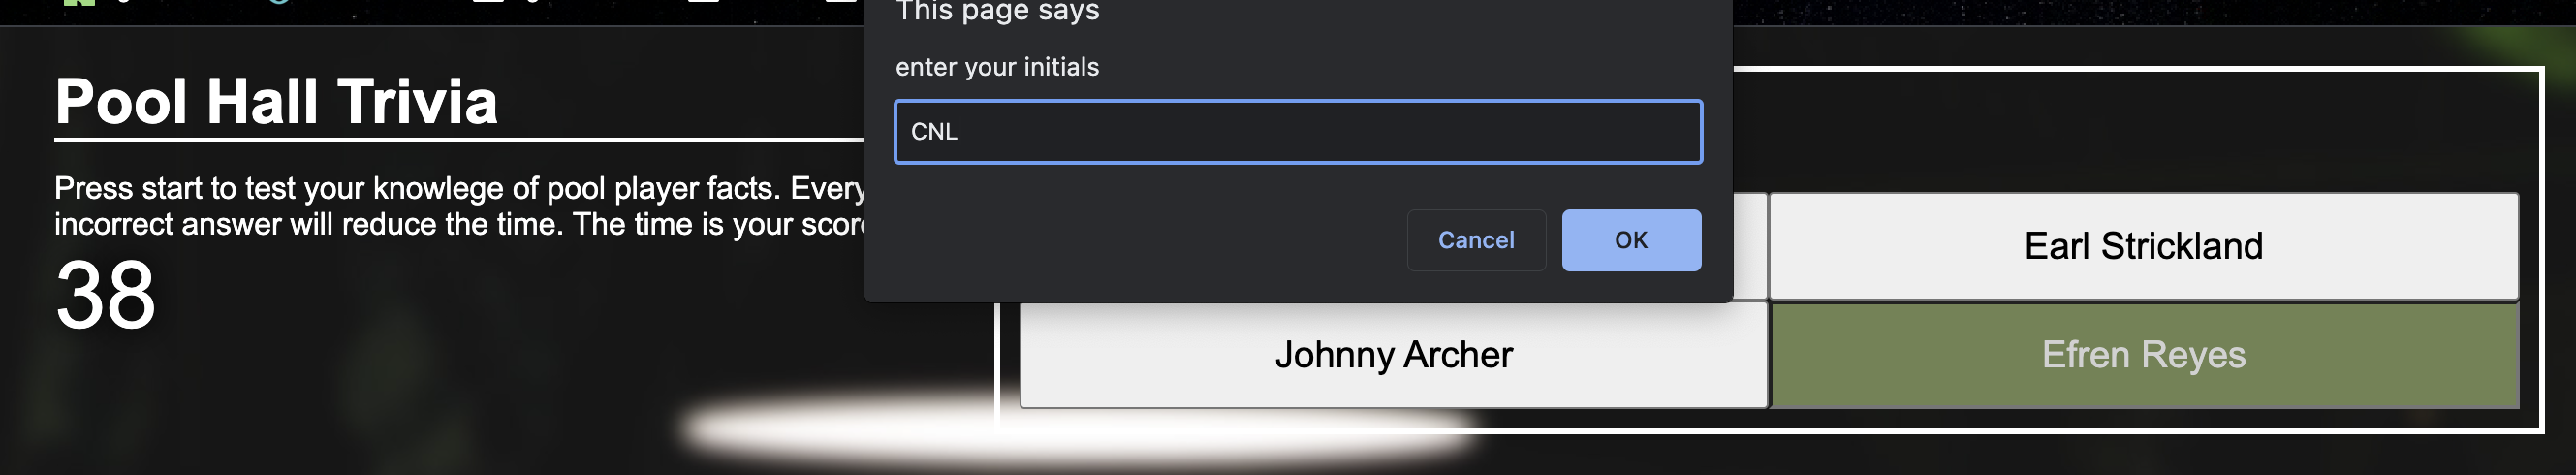 This page says
enter your initials
CNL
Cancel
OK
Pool Hall Trivia
Press start to test your knowlege of pool player facts. Every
incorrect answer will reduce the time. The time is your score
38
Earl Strickland
Johnny Archer
Efren Reyes